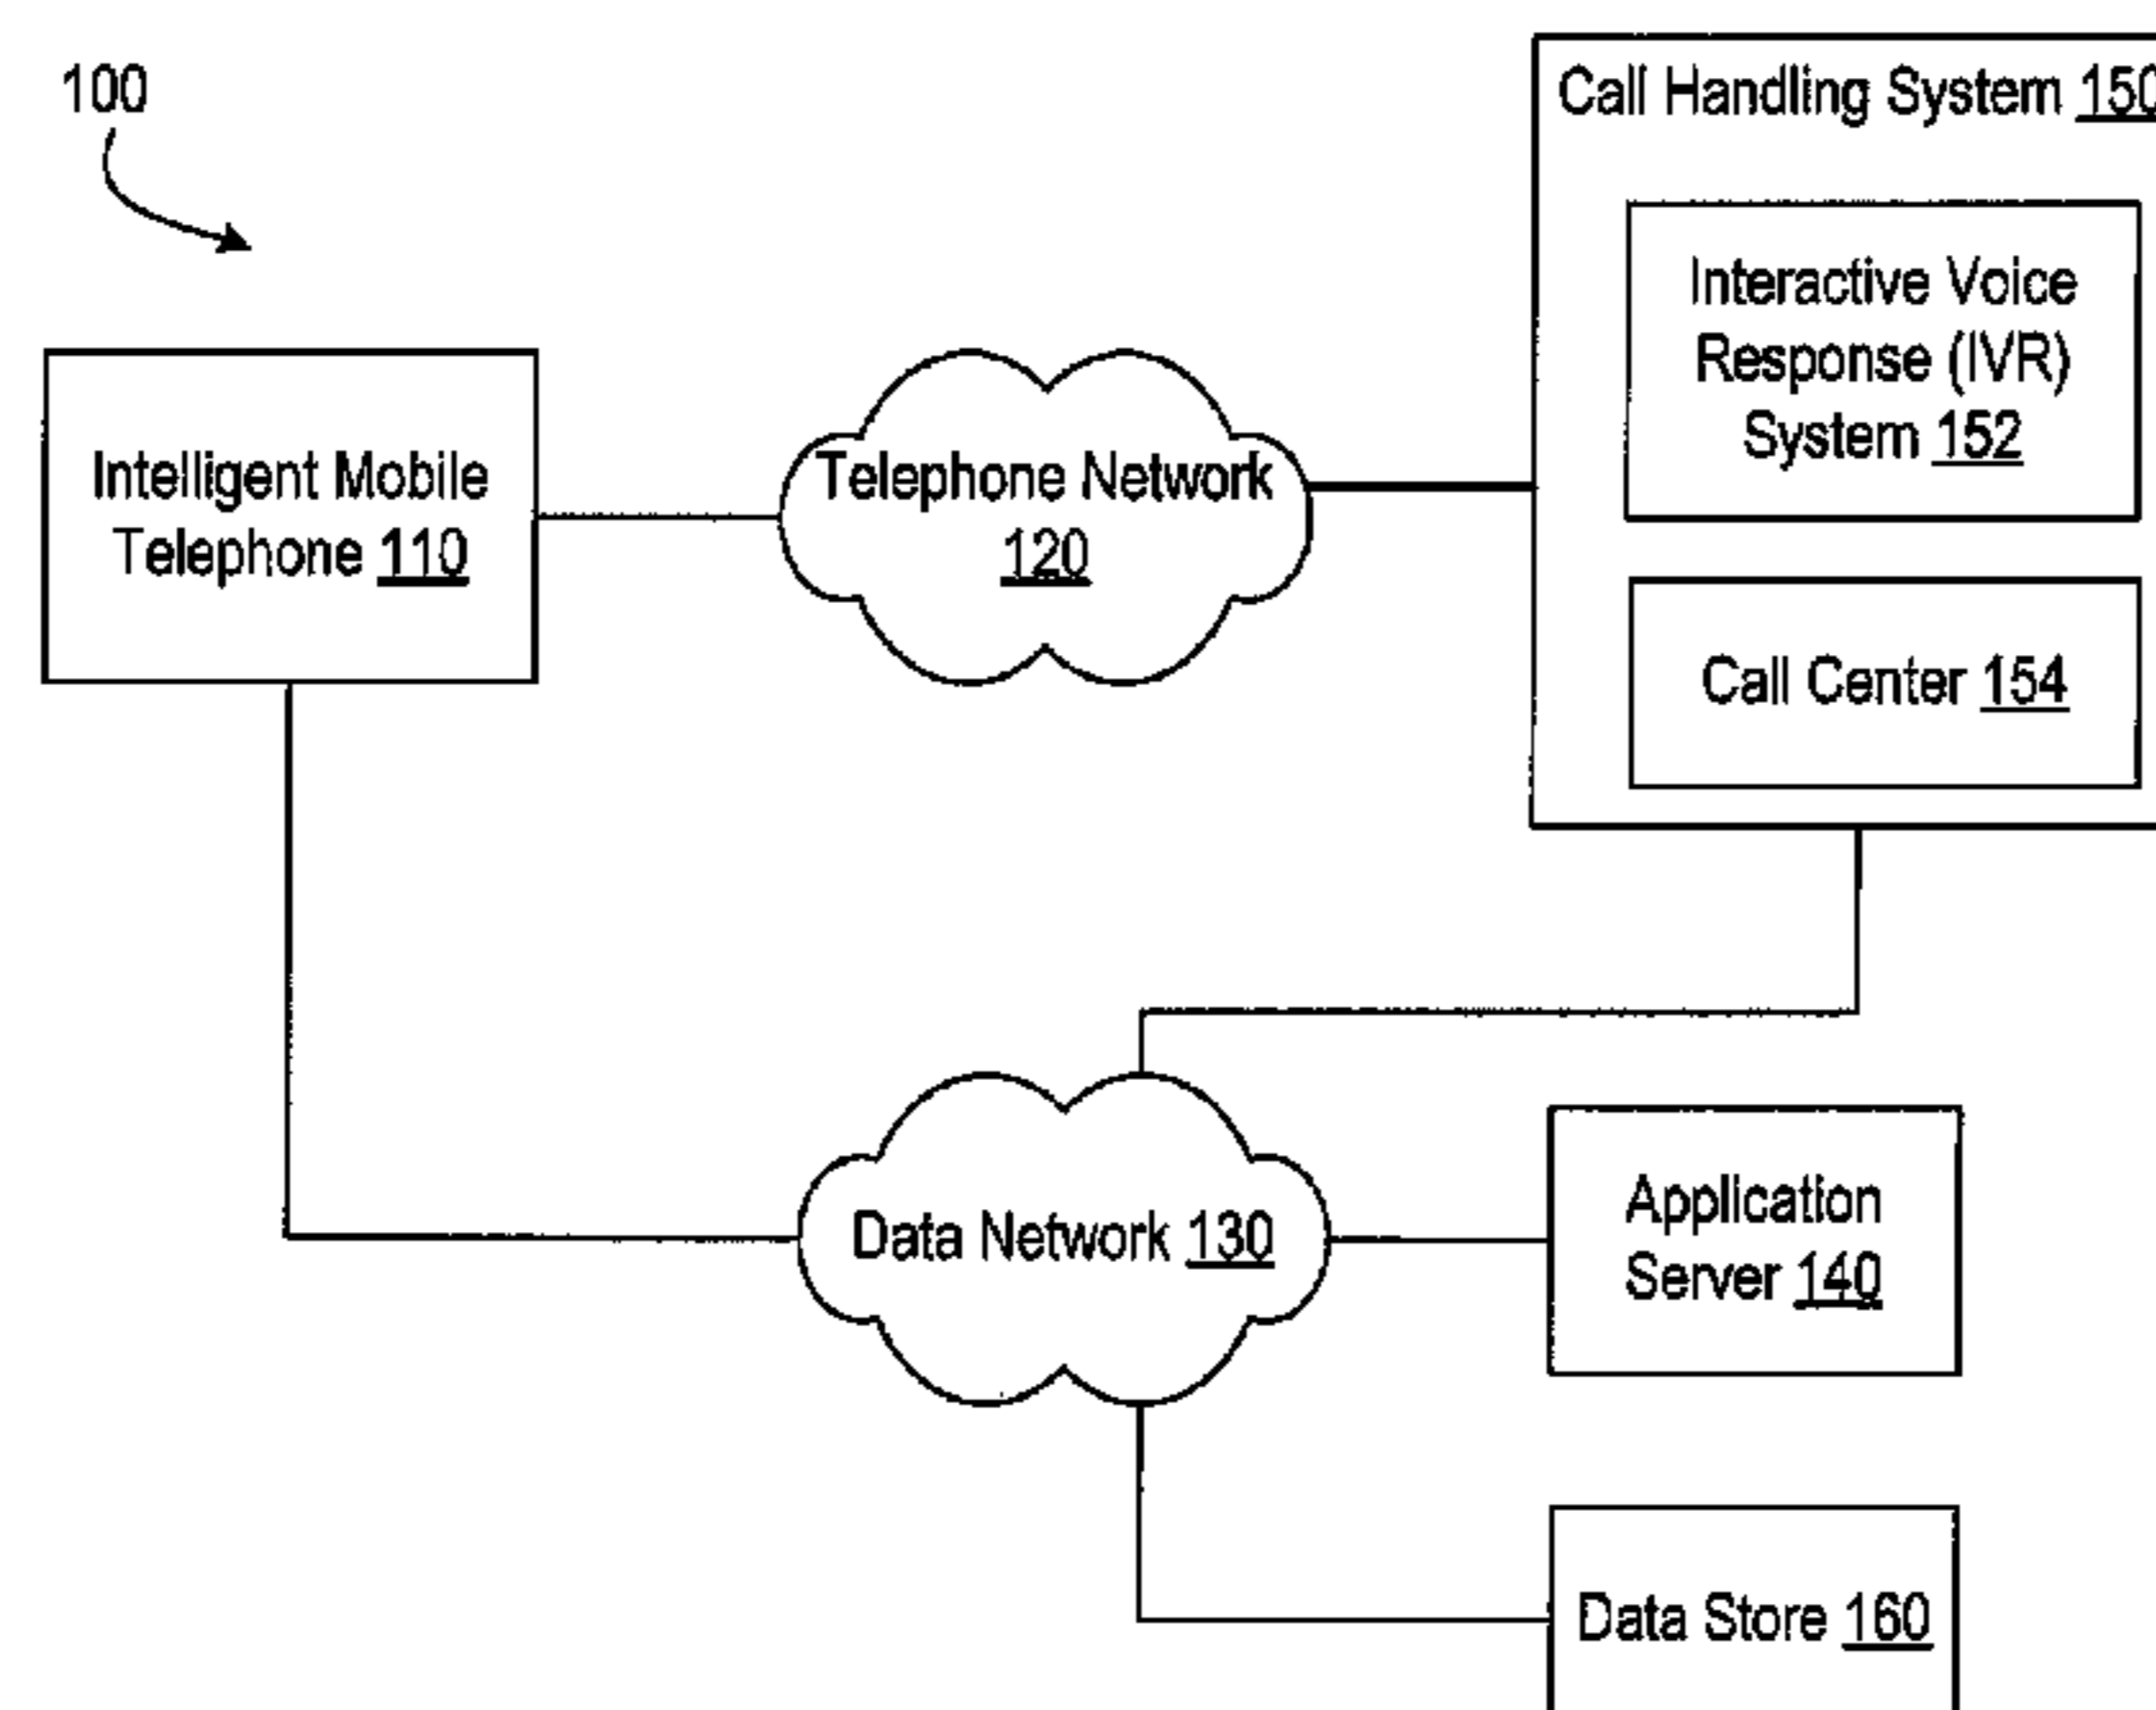 100
Call Handling System 150
Interactive Voice
Response (IVR)
System 152
Intelligent Mobile
Telephone 110
Telephone Network
120
Call Center 154
Data Network 130
Application
Server 140
Data Store 160